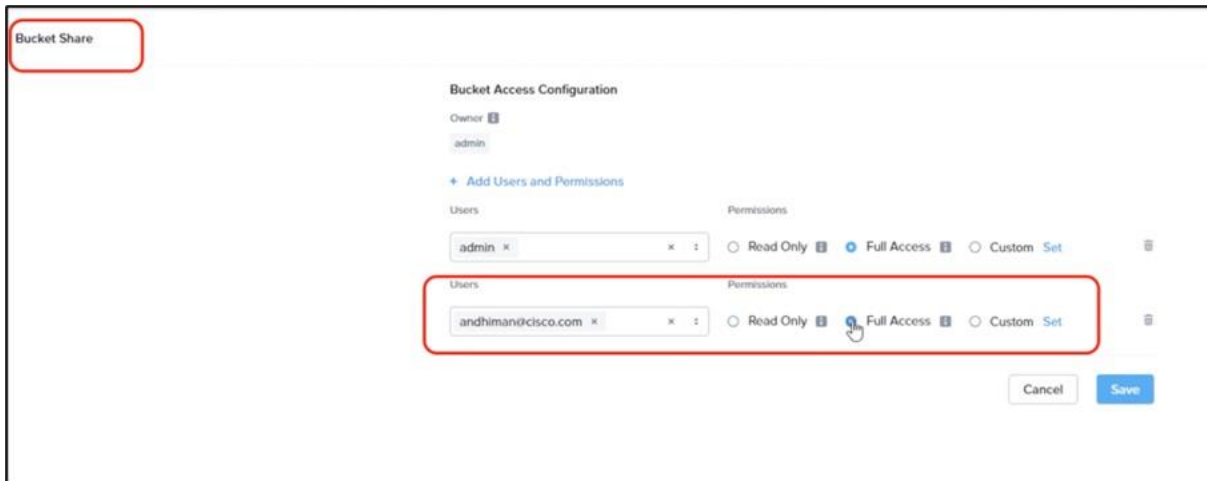 Bucket Share
Bucket Access Configuration
Owner
admin
+ Add Users and Permissions
Users Permissions
admin × × Read Only Full Access Custom Set
Users Permissions
andhiman@cisco.com × × Read Only Full Access Custom Set
Cancel Save